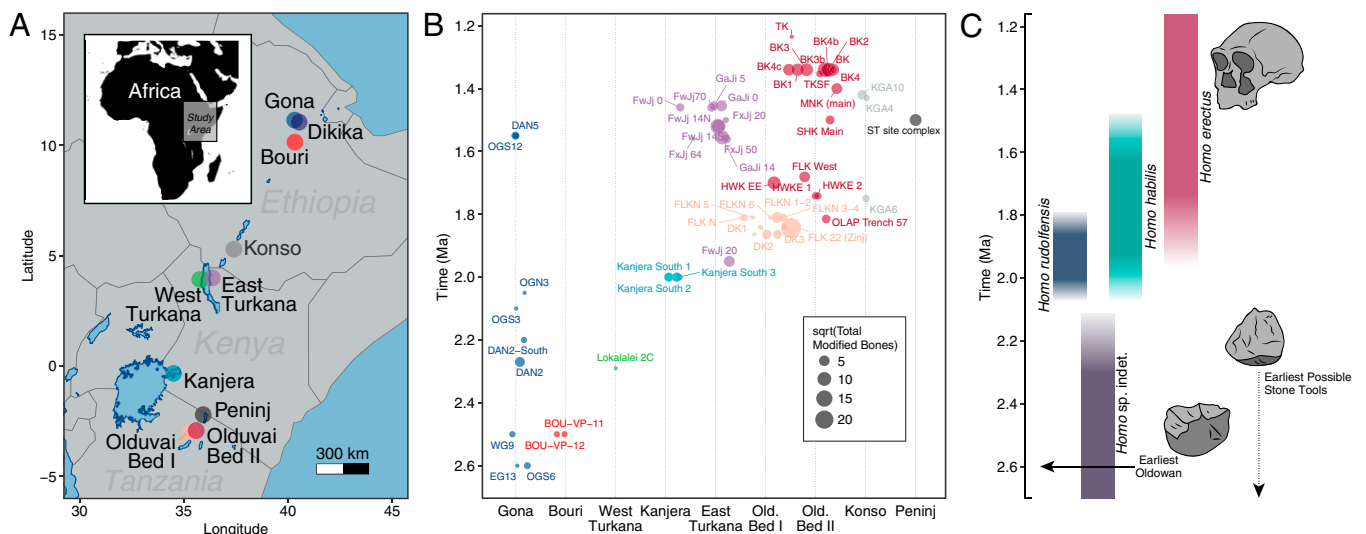 A
15
10
5
0
−5
Latitude
30
35
40
45
Longitude
Africa
Study
Area
Gona
Dikika
Bouri
Ethiopia
Konso
West
Turkana
East
Turkana
Kenya
Kanjera
Peninj
Olduvai
Bed I
Olduvai
Bed II
Tanzania
300 km
B
1.2
1.4
1.6
1.8
2.0
2.2
2.4
2.6
Time (Ma)
TK
BK3
BK4b
BK2
BK4c
BK3b
BK
BK1
TKSF
BK4
MNK (main)
SHK Main
KGA10
KGA4
ST site complex
GaJi 5
FwJj 0
FwJj70
GaJi 0
FwJj 14N
FxJj 20
FwJj 14S
FxJj 64
FxJj 50
GaJi 14
DAN5
OGS12
FLK West
HWK EE
HWKE 1
HWKE 2
KGA6
FLKN 5
FLKN 6
FLKN 1−2
FLKN 3−4
FLK N
OLAP Trench 57
DK1
DK2
DK3
FLK 22 (Zinj)
FwJj 20
Kanjera South 1
Kanjera South 3
Kanjera South 2
OGN3
OGS3
DAN2−South
DAN2
Lokalalei 2C
BOU-VP-11
BOU-VP-12
WG9
EG13
OGS6
sqrt(Total
Modified Bones)
5
10
15
20
Gona
Bouri
West
Turkana
Kanjera
East
Turkana
Old.
Bed I
Old.
Bed II
Konso
Peninj
C
1.2
1.4
1.6
1.8
2.0
2.2
2.4
2.6
Time (Ma)
Homo rudolfensis
Homo sp. indet.
Homo habilis
Homo erectus
Earliest Possible
Stone Tools
Earliest
Oldowan